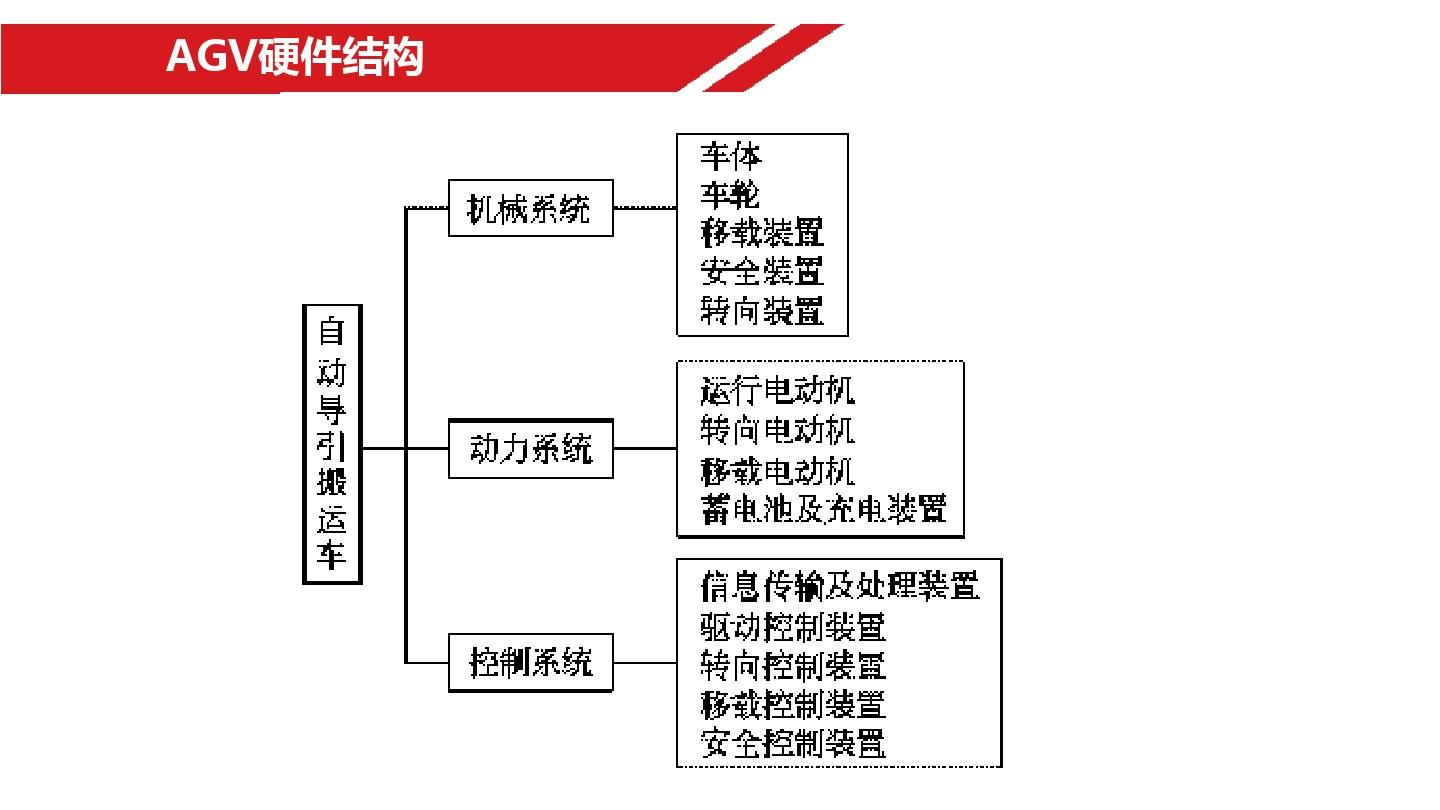 AGV硬件结构
自动导引搬运车
机械系统
车体
车轮
移载装置
安全装置
转向装置
动力系统
运行电动机
转向电动机
移载电动机
蓄电池及充电装置
控制系统
信息传输及处理装置
驱动控制装置
转向控制装置
移载控制装置
安全控制装置